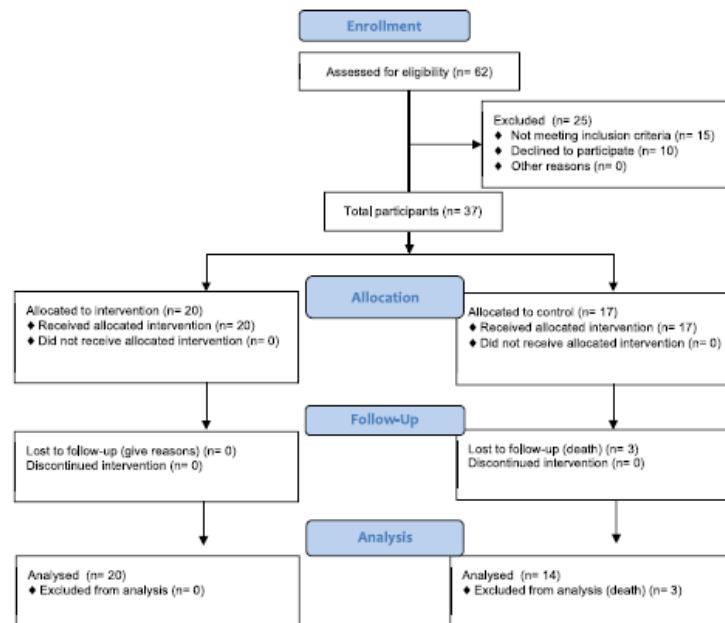 Enrollment
Assessed for eligibility (n= 62)
Excluded (n= 25)
♦ Not meeting inclusion criteria (n= 15)
♦ Declined to participate (n= 10)
♦ Other reasons (n= 0)
Total participants (n= 37)
Allocation
Allocated to intervention (n= 20)
♦ Received allocated intervention (n= 20)
♦ Did not receive allocated intervention (n= 0)
Allocated to control (n= 17)
♦ Received allocated intervention (n= 17)
♦ Did not receive allocated intervention (n= 0)
Follow-Up
Lost to follow-up (give reasons) (n= 0)
Discontinued intervention (n= 0)
Lost to follow-up (death) (n= 3)
Discontinued intervention (n= 0)
Analysis
Analysed (n= 20)
♦ Excluded from analysis (n= 0)
Analysed (n= 14)
♦ Excluded from analysis (death) (n= 3)